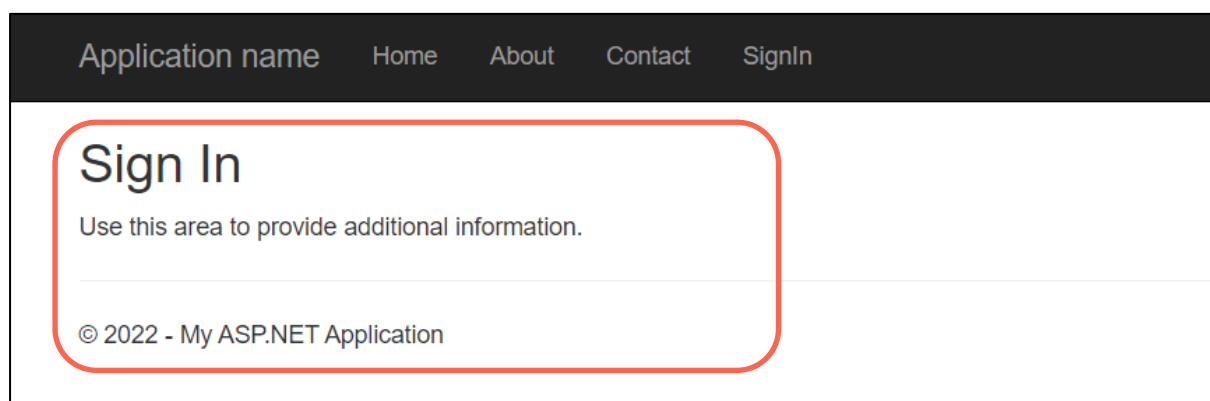 Application name Home About Contact SignIn
Sign In
Use this area to provide additional information.
© 2022 - My ASP.NET Application